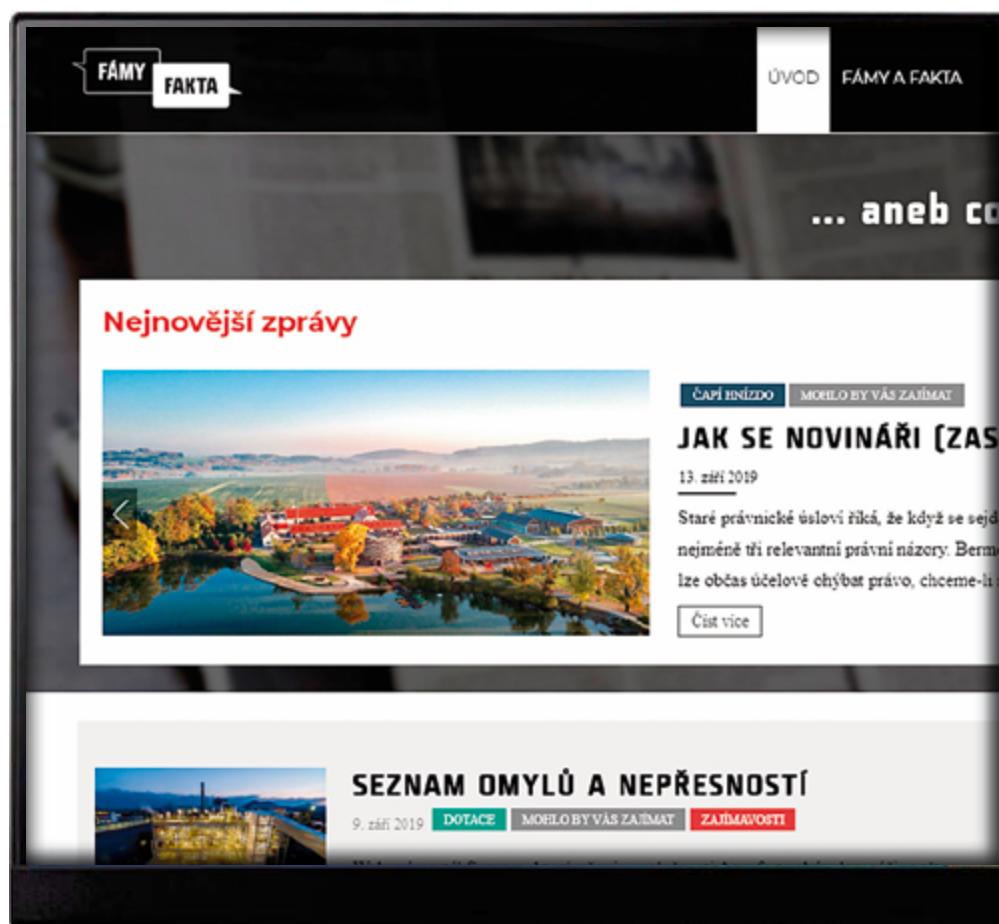 FÁMY
FAKTA
ÚVOD
FÁMY A FAKTA
... aneb co
Nejnovější zprávy
ČAPÍ HNÍZDO
MOHLO BY VÁS ZAJÍMAT
JAK SE NOVINÁŘI (ZAS
13. září 2019
Staré právnické úsloví říká, že když se sejd
nejméně tři relevantní právní názory. Berme
lze občas účelově ohýbat právo, chceme-li
Číst více
SEZNAM OMYLŮ A NEPŘESNOSTÍ
9. září 2019 DOTACE MOHLO BY VÁS ZAJÍMAT ZAJÍMAVOSTI